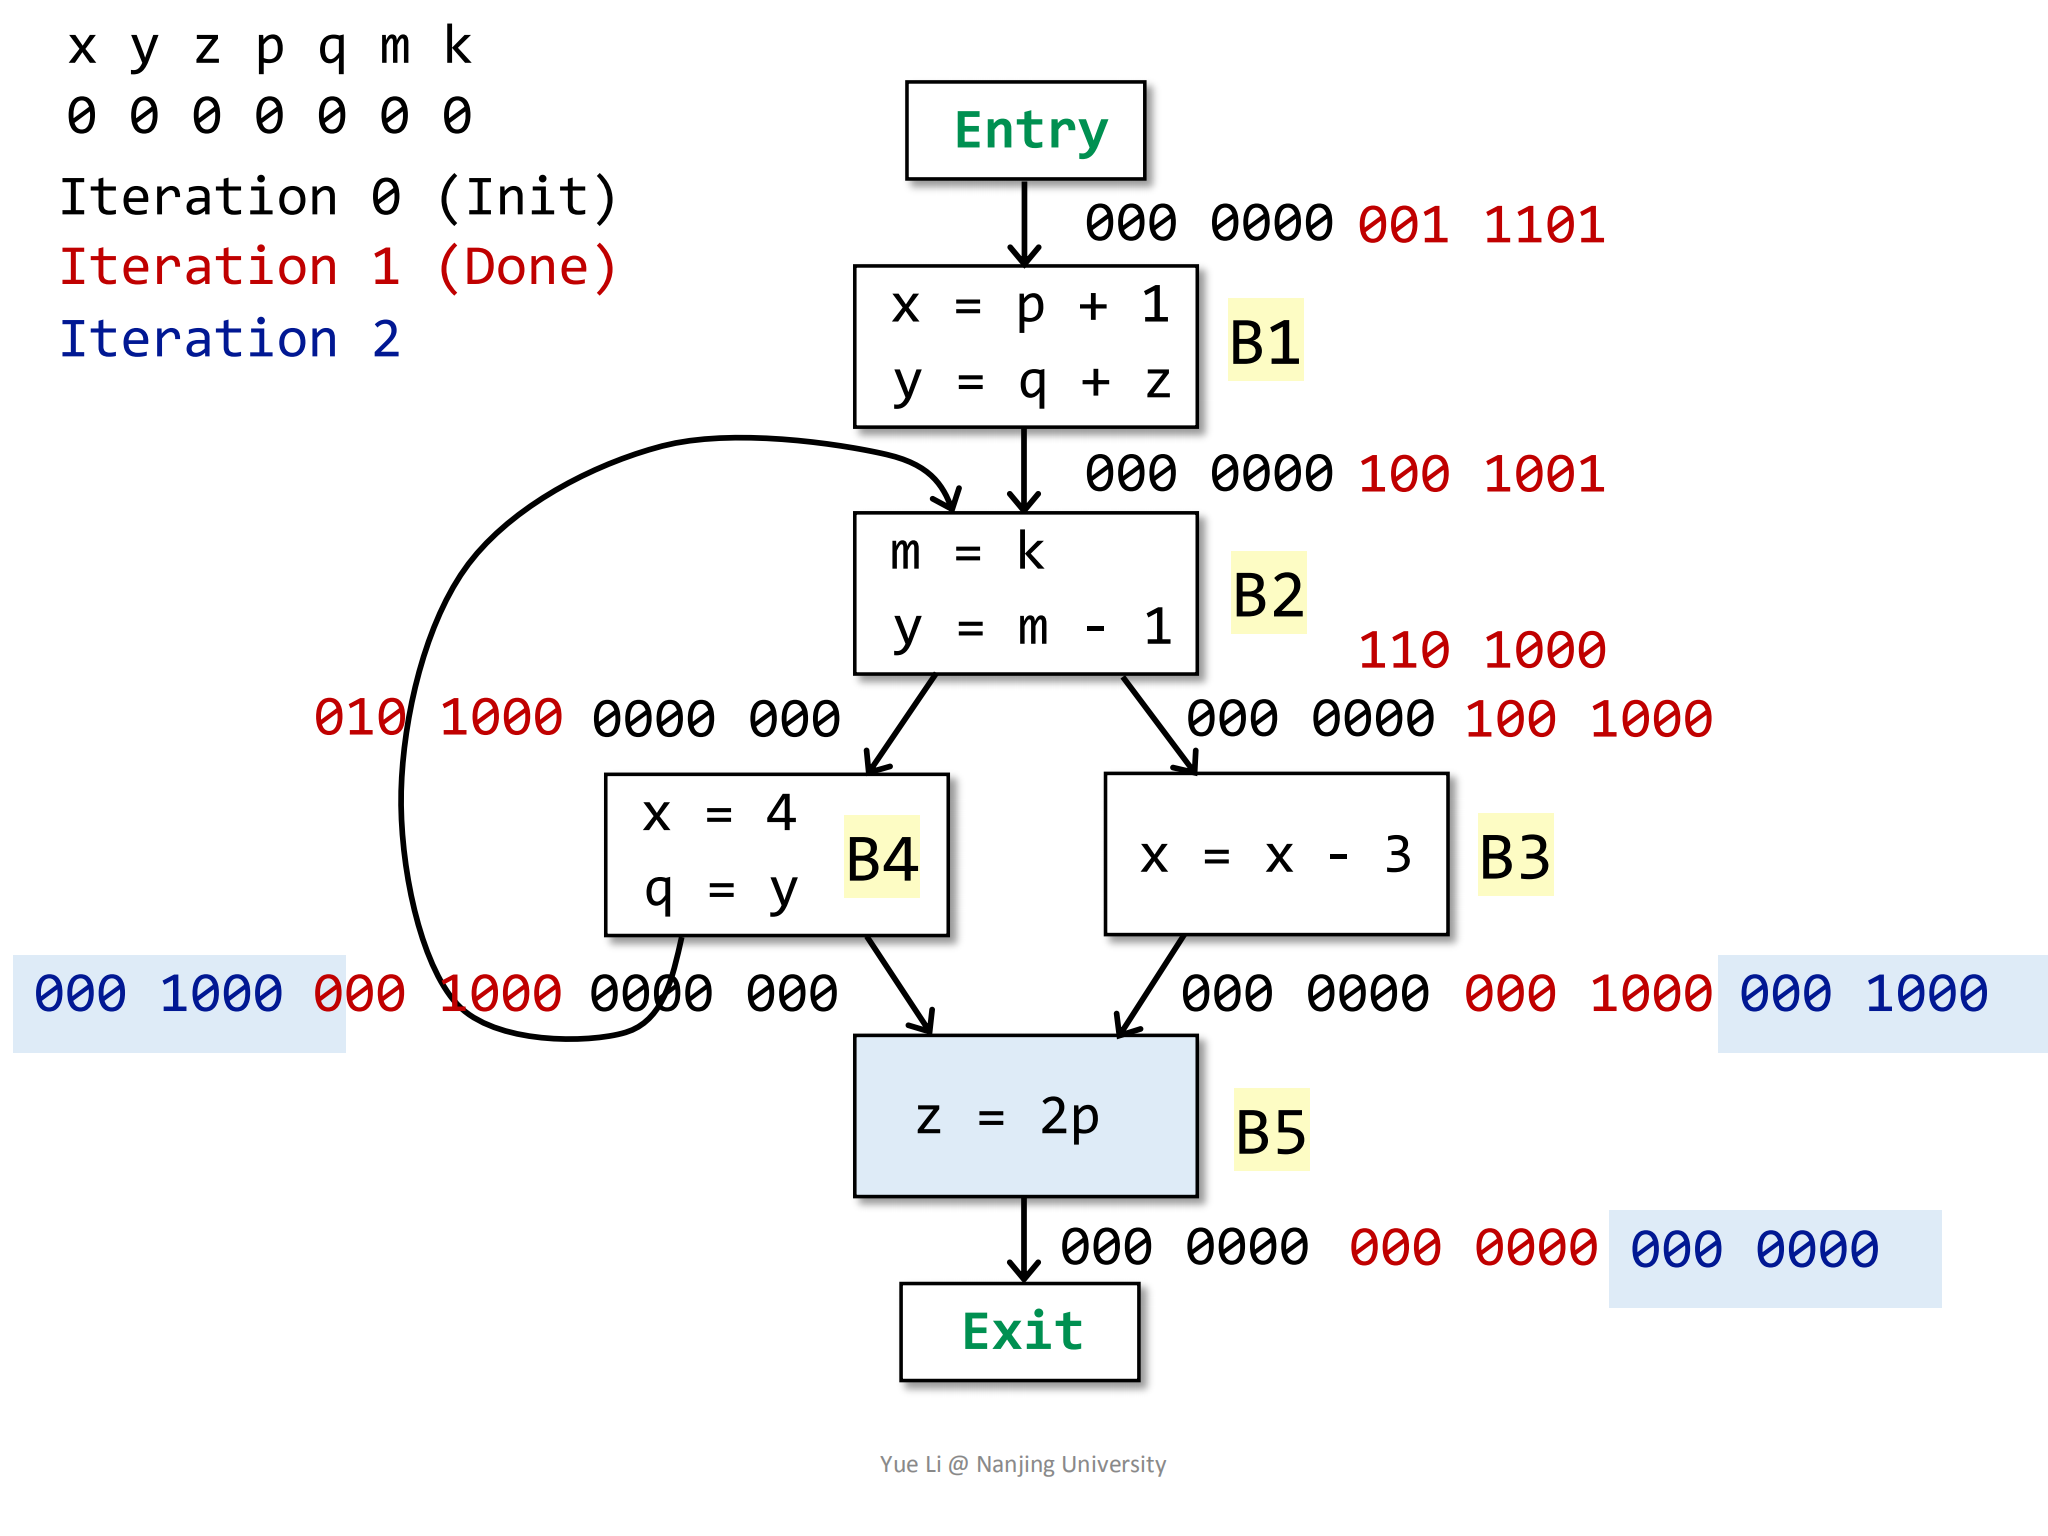 x y z p q m k
0 0 0 0 0 0 0
Iteration 0 (Init)
Iteration 1 (Done)
Iteration 2
Entry
000 0000 001 1101
x = p + 1
y = q + z
B1
000 0000 100 1001
m = k
y = m - 1
B2
110 1000
010 1000 0000 000
000 0000 100 1000
x = 4
q = y
B4
x = x - 3
B3
000 1000 000 1000 0000 000
000 0000 000 1000 000 1000
z = 2p
B5
000 0000 000 0000 000 0000
Exit
Yue Li @ Nanjing University